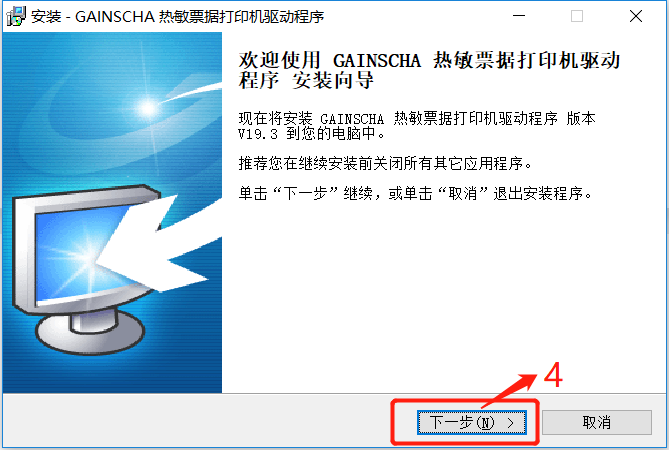 安装 - GAINSCHA 热敏票据打印机驱动程序
欢迎使用 GAINSCHA 热敏票据打印机驱动
程序 安装向导
现在将安装 GAINSCHA 热敏票据打印机驱动程序 版本
V19.3 到您的电脑中。
推荐您在继续安装前关闭所有其它应用程序。
单击“下一步”继续，或单击“取消”退出安装程序。
4
下一步(N) >
取消